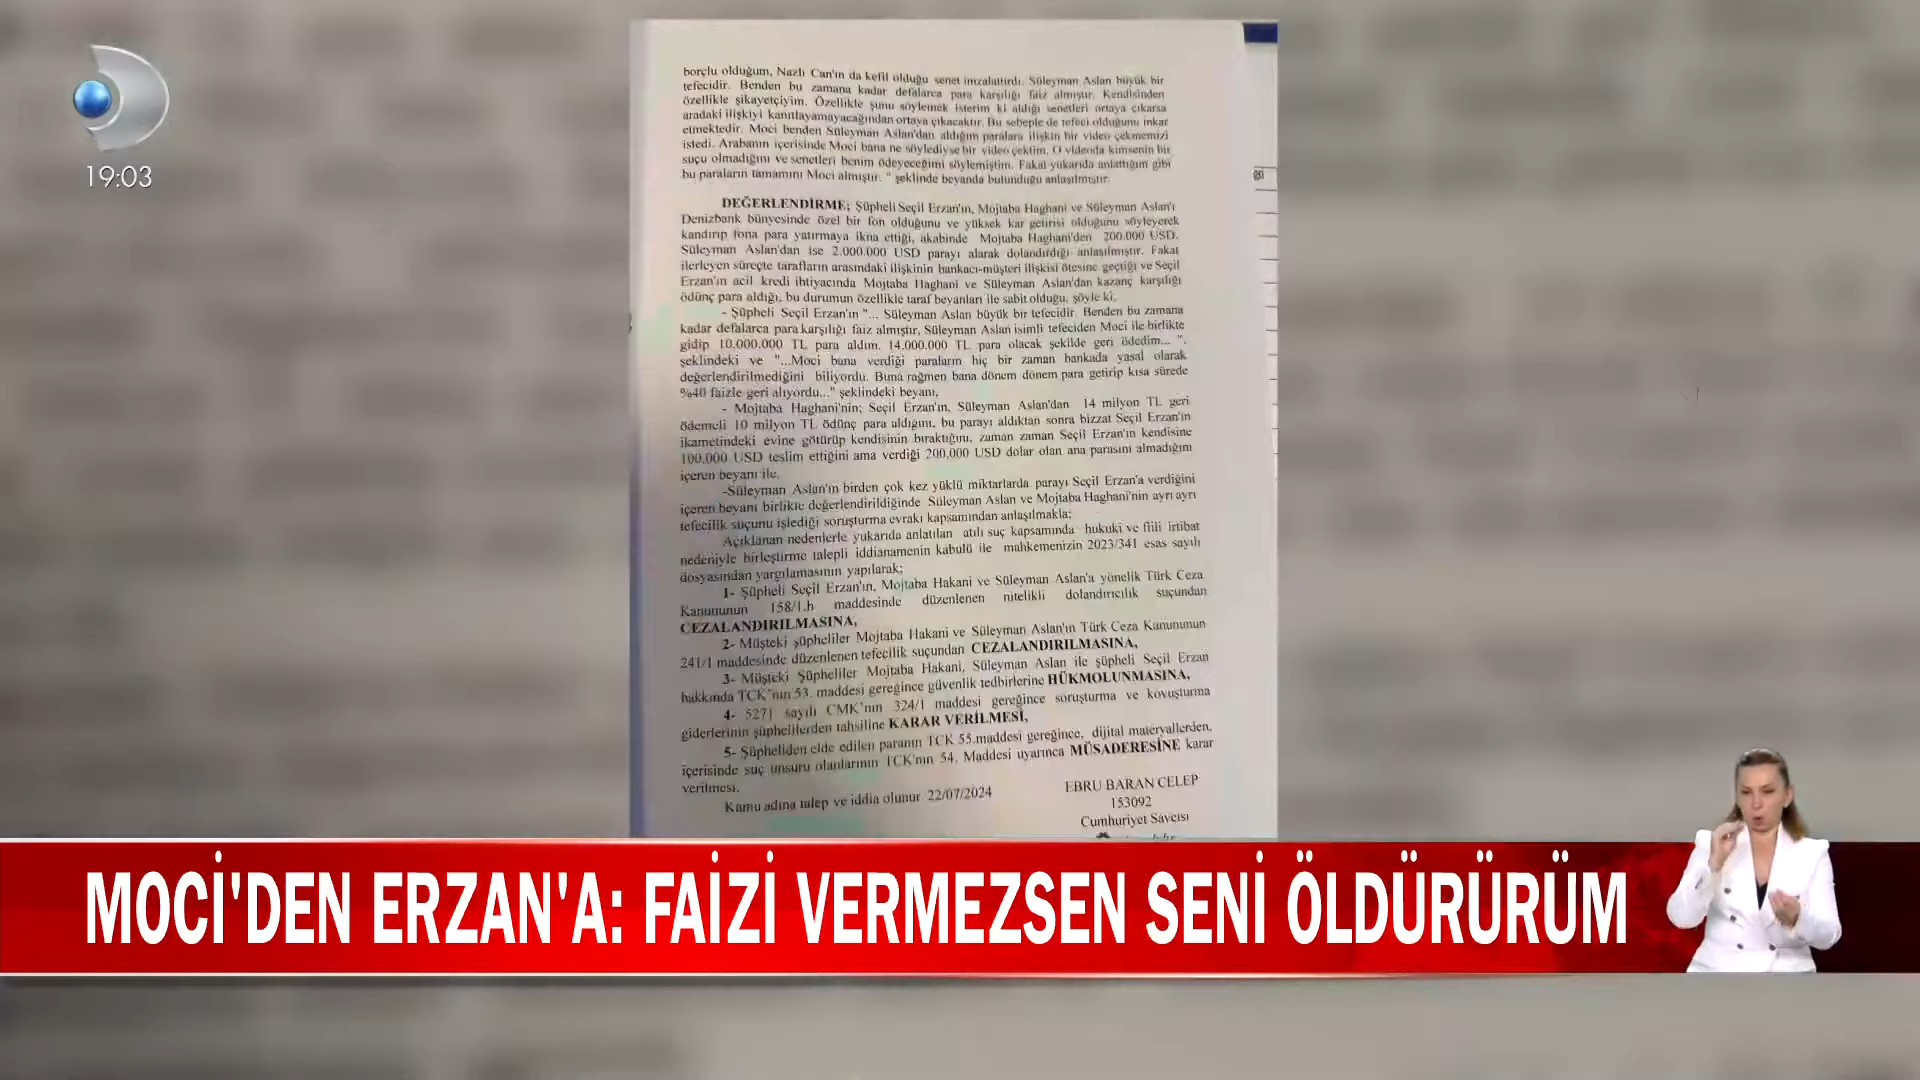 19:03
borçlu olduğum, Nazlı Can'ın da kefil olduğu senet imzalattırdı. Süleyman Aslan büyük bir
tefecidir. Benden bu zamana kadar defalarca para karşılığı faiz almıştır. Kendisinden
özellikle şikayetçiyim. Özellikle şunu söylemek isterim ki aldığı senetleri ortaya çıkarsa
aradaki ilişkiyi kanıtlayamayacağından ortaya çıkacaktır. Bu sebeple de tefeci olduğunu inkar
etmektedir. Moci benden Süleyman Aslan'dan aldığım paralara ilişkin bir video çekmemizi
istedi. Arabanın içerisinde Moci bana ne söylediyse bir video çektim. O videoda kimsenin bir
suçu olmadığını ve senetleri benim ödeyeceğimi söylemiştim. Fakat yukarıda anlattığım gibi
bu paraların tamamını Moci almıştır. " şeklinde beyanda bulunduğu anlaşılmıştır.
DEĞERLENDİRME; Şüpheli Seçil Erzan'ın, Mojtaba Haghani ve Süleyman Aslan'ı
Denizbank bünyesinde özel bir fon olduğunu ve yüksek kar getirisi olduğunu söyleyerek
kandırıp fona para yatırmaya ikna ettiği, akabinde Mojtaba Haghani'den 200.000 USD.
Süleyman Aslan'dan ise 2.000.000 USD parayı alarak dolandırdığı anlaşılmıştır. Fakat
ilerleyen süreçte tarafların arasındaki ilişkinin bankacı-müşteri ilişkisi ötesine geçtiği ve Seçil
Erzan'ın acil kredi ihtiyacında Mojtaba Haghani ve Süleyman Aslan'dan kazanç karşılığı
ödünç para aldığı, bu durumun özellikle taraf beyanları ile sabit olduğu, şöyle ki.
- Şüpheli Seçil Erzan'ın "... Süleyman Aslan büyük bir tefecidir. Benden bu zamana
kadar defalarca para karşılığı faiz almıştır, Süleyman Aslan isimli tefeciden Moci ile birlikte
gidip 10.000.000 TL para aldım. 14.000.000 TL para olacak şekilde geri ödedim... ".
şeklindeki ve "...Moci bana verdiği paraların hiç bir zaman bankada yasal olarak
değerlendirilmediğini biliyordu. Buna rağmen bana dönem dönem para getirip kısa sürede
%40 faizle geri alıyordu..." şeklindeki beyanı,
- Mojtaba Haghani'nin; Seçil Erzan'ın, Süleyman Aslan'dan 14 milyon TL geri
ödemeli 10 milyon TL ödünç para aldığını, bu parayı aldıktan sonra bizzat Seçil Erzan'ın
ikametindeki evine götürüp kendisinin bıraktığını, zaman zaman Seçil Erzan'ın kendisine
100.000 USD teslim ettiğini ama verdiği 200.000 USD dolar olan ana parasını almadığını
içeren beyanı ile.
-Süleyman Aslan'ın birden çok kez yüklü miktarlarda parayı Seçil Erzan'a verdiğini
içeren beyanı birlikte değerlendirildiğinde Süleyman Aslan ve Mojtaba Haghani'nin ayrı ayrı
tefecilik suçunu işlediği soruşturma evrakı kapsamından anlaşılmakla;
Açıklanan nedenlerle yukarıda anlatılan atılı suç kapsamında hukuki ve fiili irtibat
nedeniyle birleştirme talepli iddianamenin kabulü ile mahkemenizin 2023/341 esas sayılı
dosyasından yargılamasının yapılarak;
1- Şüpheli Seçil Erzan'ın, Mojtaba Hakani ve Süleyman Aslan'a yönelik Türk Ceza
Kanununun 158/1.h maddesinde düzenlenen nitelikli dolandırıcılık suçundan
CEZALANDIRILMASINA,
2- Müşteki şüpheliler Mojtaba Hakani ve Süleyman Aslan'ın Türk Ceza Kanununun
241/1 maddesinde düzenlenen tefecilik suçundan CEZALANDIRILMASINA,
3- Müşteki Şüpheliler Mojtaba Hakani, Süleyman Aslan ile şüpheli Seçil Erzan
hakkında TCK'nın 53. maddesi gereğince güvenlik tedbirlerine HÜKMOLUNMASINA,
4- 5271 sayılı CMK'nın 324/1 maddesi gereğince soruşturma ve kovuşturma
giderlerinin şüphelilerden tahsiline KARAR VERİLMESİ,
5- Şüpheliden elde edilen paranın TCK 55.maddesi gereğince, dijital materyallerden,
içerisinde suç unsuru olanlarının TCK'nın 54. Maddesi uyarınca MÜSADERESİNE karar
verilmesi.
Kamu adına talep ve iddia olunur 22/07/2024
EBRU BARAN CELEP
153092
Cumhuriyet Savcısı
MOCİ'DEN ERZAN'A: FAİZİ VERMEZSEN SENİ ÖLDÜRÜRÜM